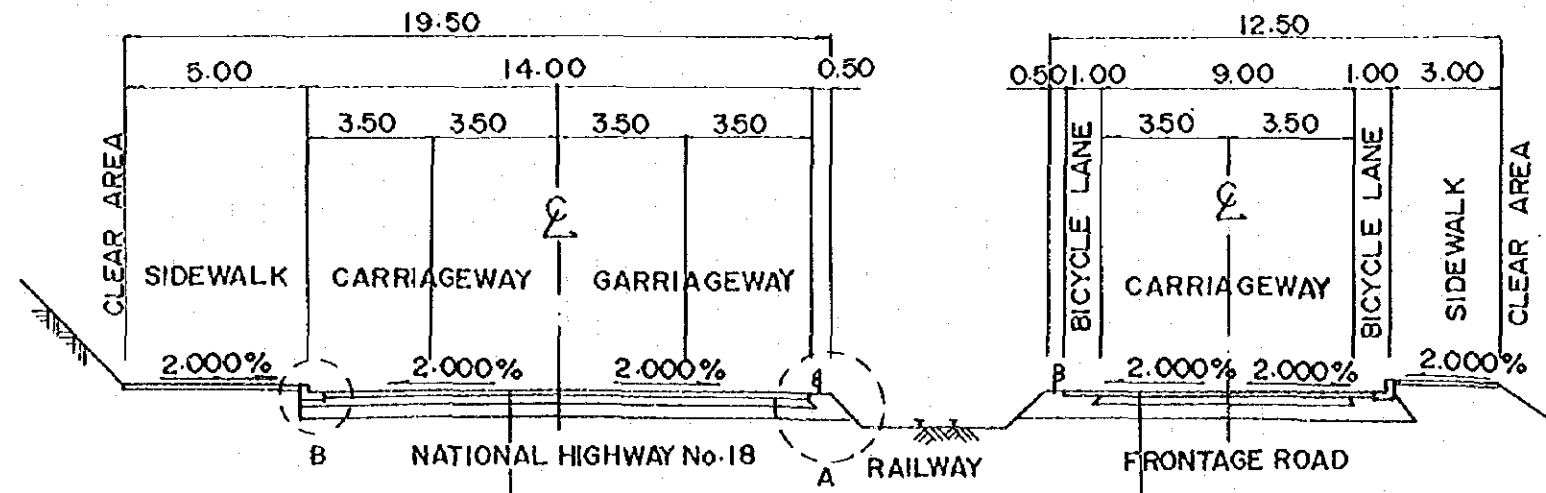 19.50 12.50
5.00 14.00 0.50 0.50 1.00 9.00 1.00 3.00
3.50 3.50 3.50 3.50 3.50 3.50
CLEAR AREA
SIDEWALK
CARRIAGEWAY
℄
GARRIAGEWAY
BICYCLE LANE
℄
CARRIAGEWAY
BICYCLE LANE
SIDEWALK
CLEAR AREA
2.000% 2.000% 2.000% 2.000% 2.000% 2.000%
B NATIONAL HIGHWAY No.18 A RAILWAY FRONTAGE ROAD